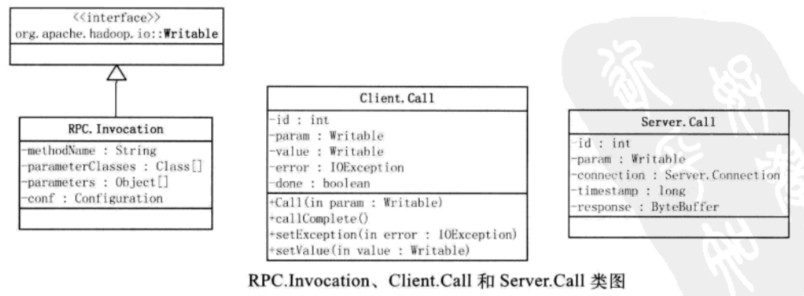 <<interface>>
org.apache.hadoop.io::Writable
RPC.Invocation
-methodName : String
-parameterClasses : Class[]
-parameters : Object[]
-conf : Configuration
Client.Call
-id : int
-param : Writable
-value : Writable
-error : IOException
-done : boolean
+Call(in param : Writable)
+callComplete()
+setException(in error : IOException)
+setValue(in value : Writable)
Server.Call
-id : int
-param : Writable
-connection : Server.Connection
-timestamp : long
-response : ByteBuffer
RPC.Invocation、Client.Call 和 Server.Call 类图